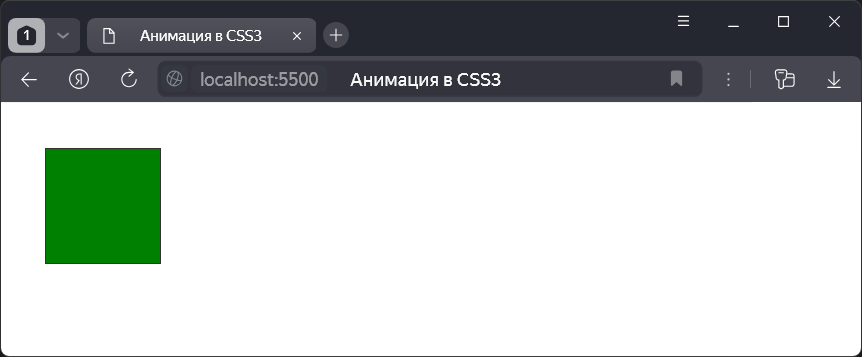 1
Анимация в CSS3
Я
localhost:5500 Анимация в CSS3